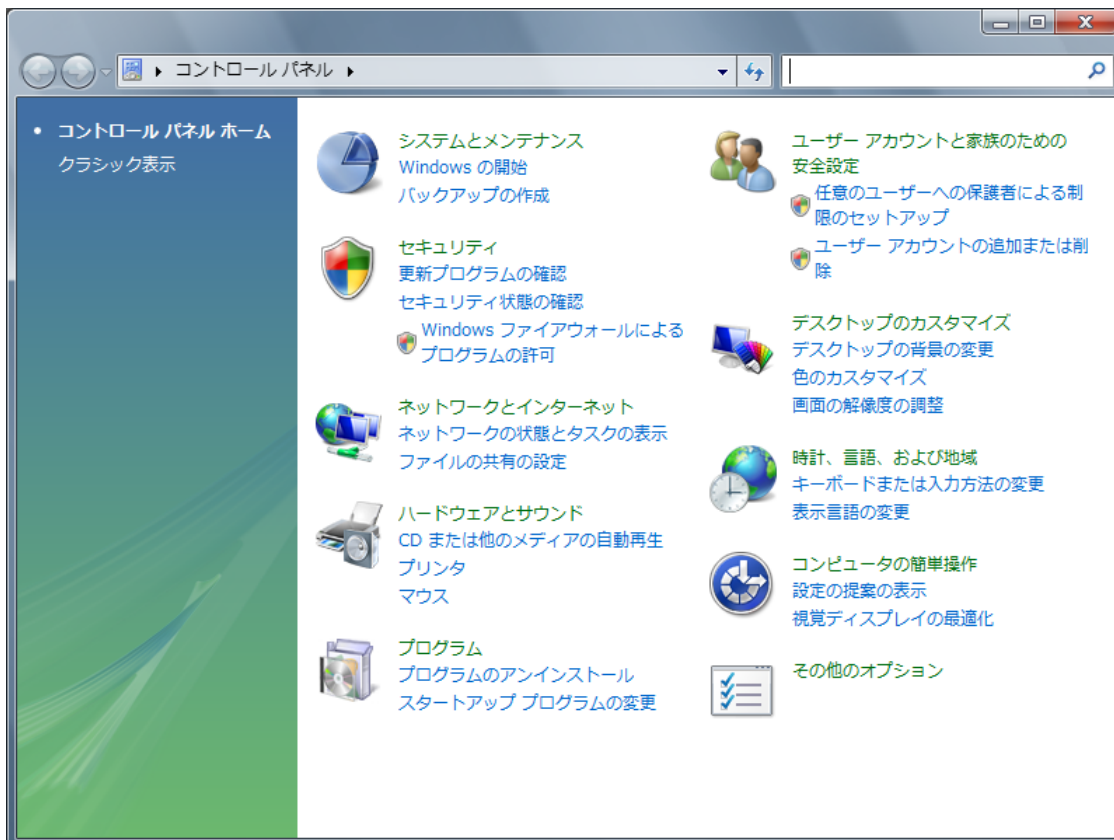 コントロール パネル
コントロール パネル ホーム
クラシック表示
システムとメンテナンス
Windows の開始
バックアップの作成
セキュリティ
更新プログラムの確認
セキュリティ状態の確認
Windows ファイアウォールによる
プログラムの許可
ネットワークとインターネット
ネットワークの状態とタスクの表示
ファイルの共有の設定
ハードウェアとサウンド
CD または他のメディアの自動再生
プリンタ
マウス
プログラム
プログラムのアンインストール
スタートアップ プログラムの変更
ユーザー アカウントと家族のための
安全設定
任意のユーザーへの保護者による制
限のセットアップ
ユーザー アカウントの追加または削
除
デスクトップのカスタマイズ
デスクトップの背景の変更
色のカスタマイズ
画面の解像度の調整
時計、言語、および地域
キーボードまたは入力方法の変更
表示言語の変更
コンピュータの簡単操作
設定の提案の表示
視覚ディスプレイの最適化
その他のオプション